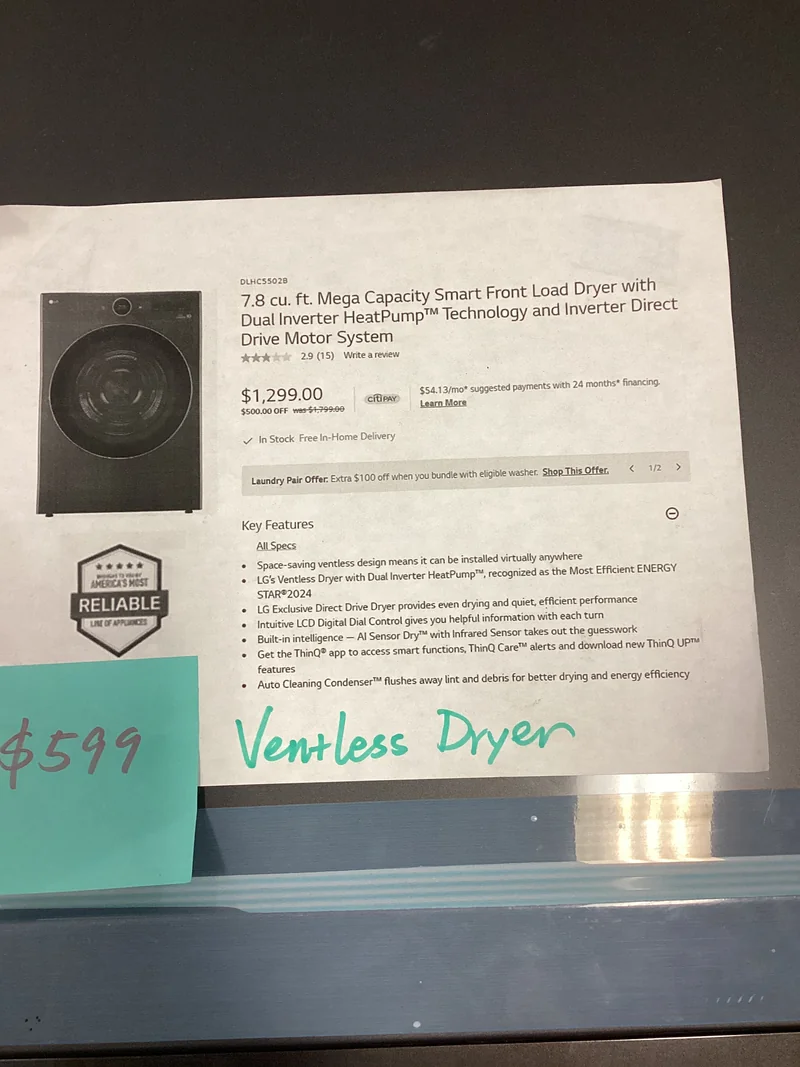 DLHC5502B
7.8 cu. ft. Mega Capacity Smart Front Load Dryer with
Dual Inverter HeatPump™ Technology and Inverter Direct
Drive Motor System
2.9 (15) Write a review
$1,299.00
$500.00 OFF was $1,799.00
citi PAY
$54.13/mo* suggested payments with 24 months* financing.
Learn More
In Stock Free In-Home Delivery
Laundry Pair Offer: Extra $100 off when you bundle with eligible washer. Shop This Offer. < 1/2 >
Key Features
All Specs
• Space-saving ventless design means it can be installed virtually anywhere
• LG's Ventless Dryer with Dual Inverter HeatPump™, recognized as the Most Efficient ENERGY
STAR®2024
• LG Exclusive Direct Drive Dryer provides even drying and quiet, efficient performance
• Intuitive LCD Digital Dial Control gives you helpful information with each turn
• Built-in intelligence — AI Sensor Dry™ with Infrared Sensor takes out the guesswork
• Get the ThinQ® app to access smart functions, ThinQ Care™ alerts and download new ThinQ UP™
features
• Auto Cleaning Condenser™ flushes away lint and debris for better drying and energy efficiency
BROUGHT TO YOU BY
AMERICA'S MOST
RELIABLE
LINE OF APPLIANCES
$599
Ventless Dryer